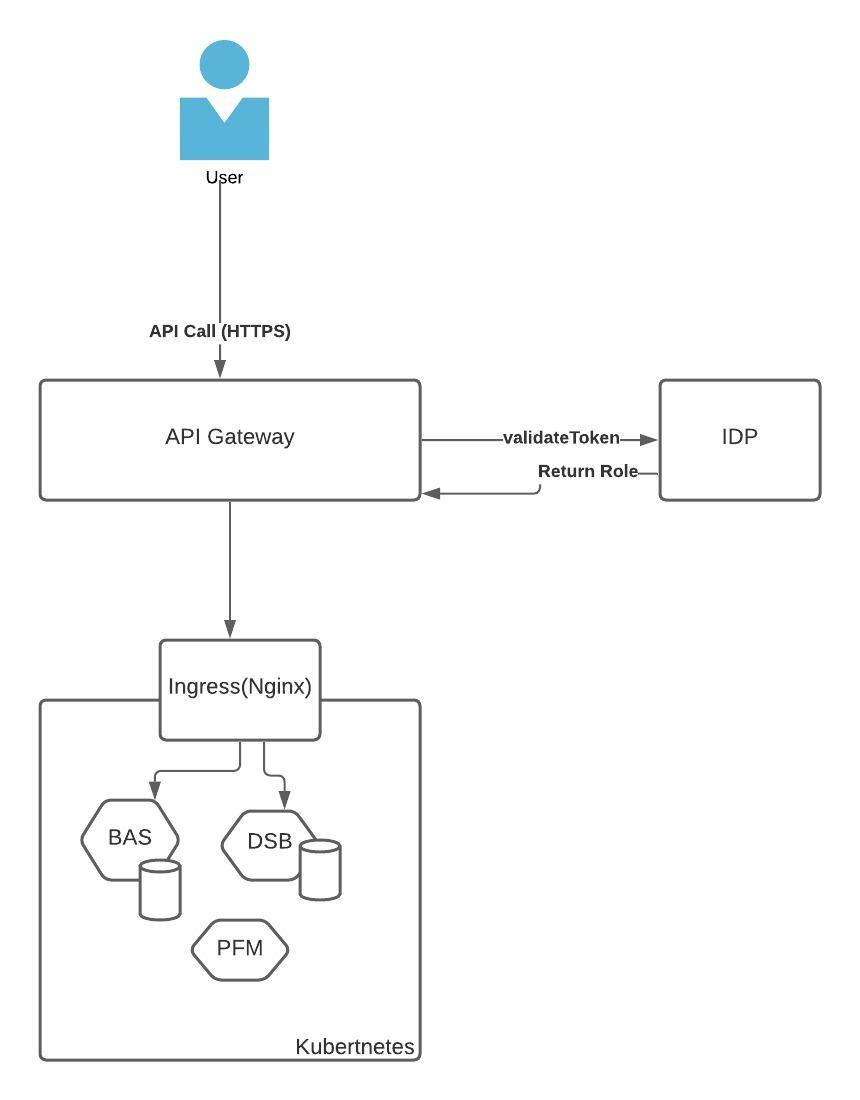 User
API Call (HTTPS)
API Gateway
validateToken
IDP
Return Role
Ingress(Nginx)
BAS
DSB
PFM
Kubertnetes